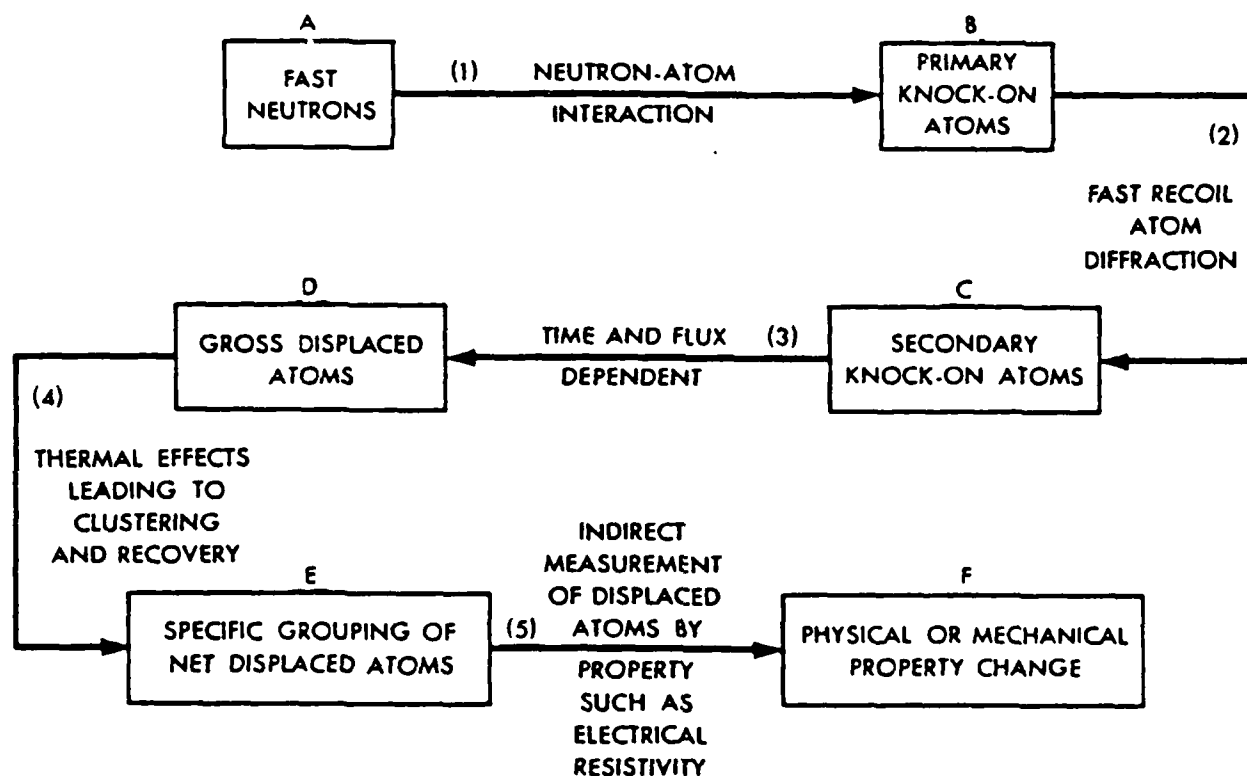 A
FAST
NEUTRONS
(1) NEUTRON-ATOM
INTERACTION
B
PRIMARY
KNOCK-ON
ATOMS
(2)
FAST RECOIL
ATOM
DIFFRACTION
C
SECONDARY
KNOCK-ON ATOMS
TIME AND FLUX (3)
DEPENDENT
D
GROSS DISPLACED
ATOMS
(4)
THERMAL EFFECTS
LEADING TO
CLUSTERING
AND RECOVERY
E
SPECIFIC GROUPING OF
NET DISPLACED ATOMS
(5)
INDIRECT
MEASUREMENT
OF DISPLACED
ATOMS BY
PROPERTY
SUCH AS
ELECTRICAL
RESISTIVITY
F
PHYSICAL OR MECHANICAL
PROPERTY CHANGE